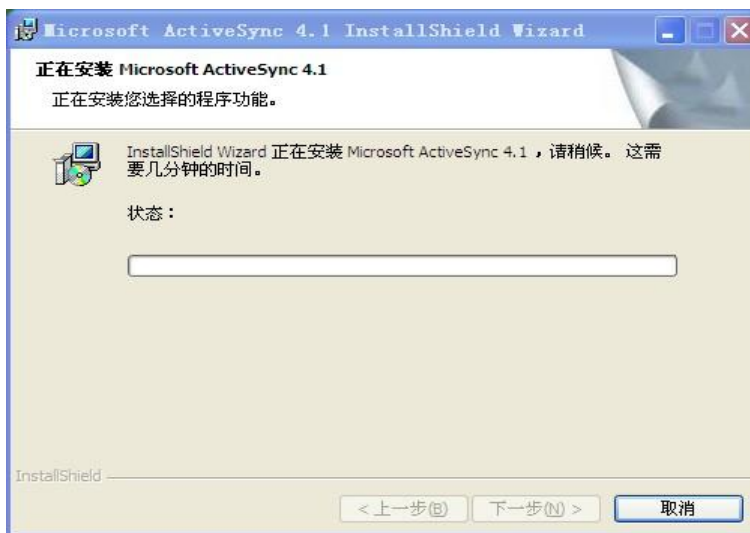 Microsoft ActiveSync 4.1 InstallShield Wizard
正在安装 Microsoft ActiveSync 4.1
正在安装您选择的程序功能。
InstallShield Wizard 正在安装 Microsoft ActiveSync 4.1 ，请稍候。 这需
要几分钟的时间。
状态：
InstallShield
<上一步(B) 下一步(N) > 取消